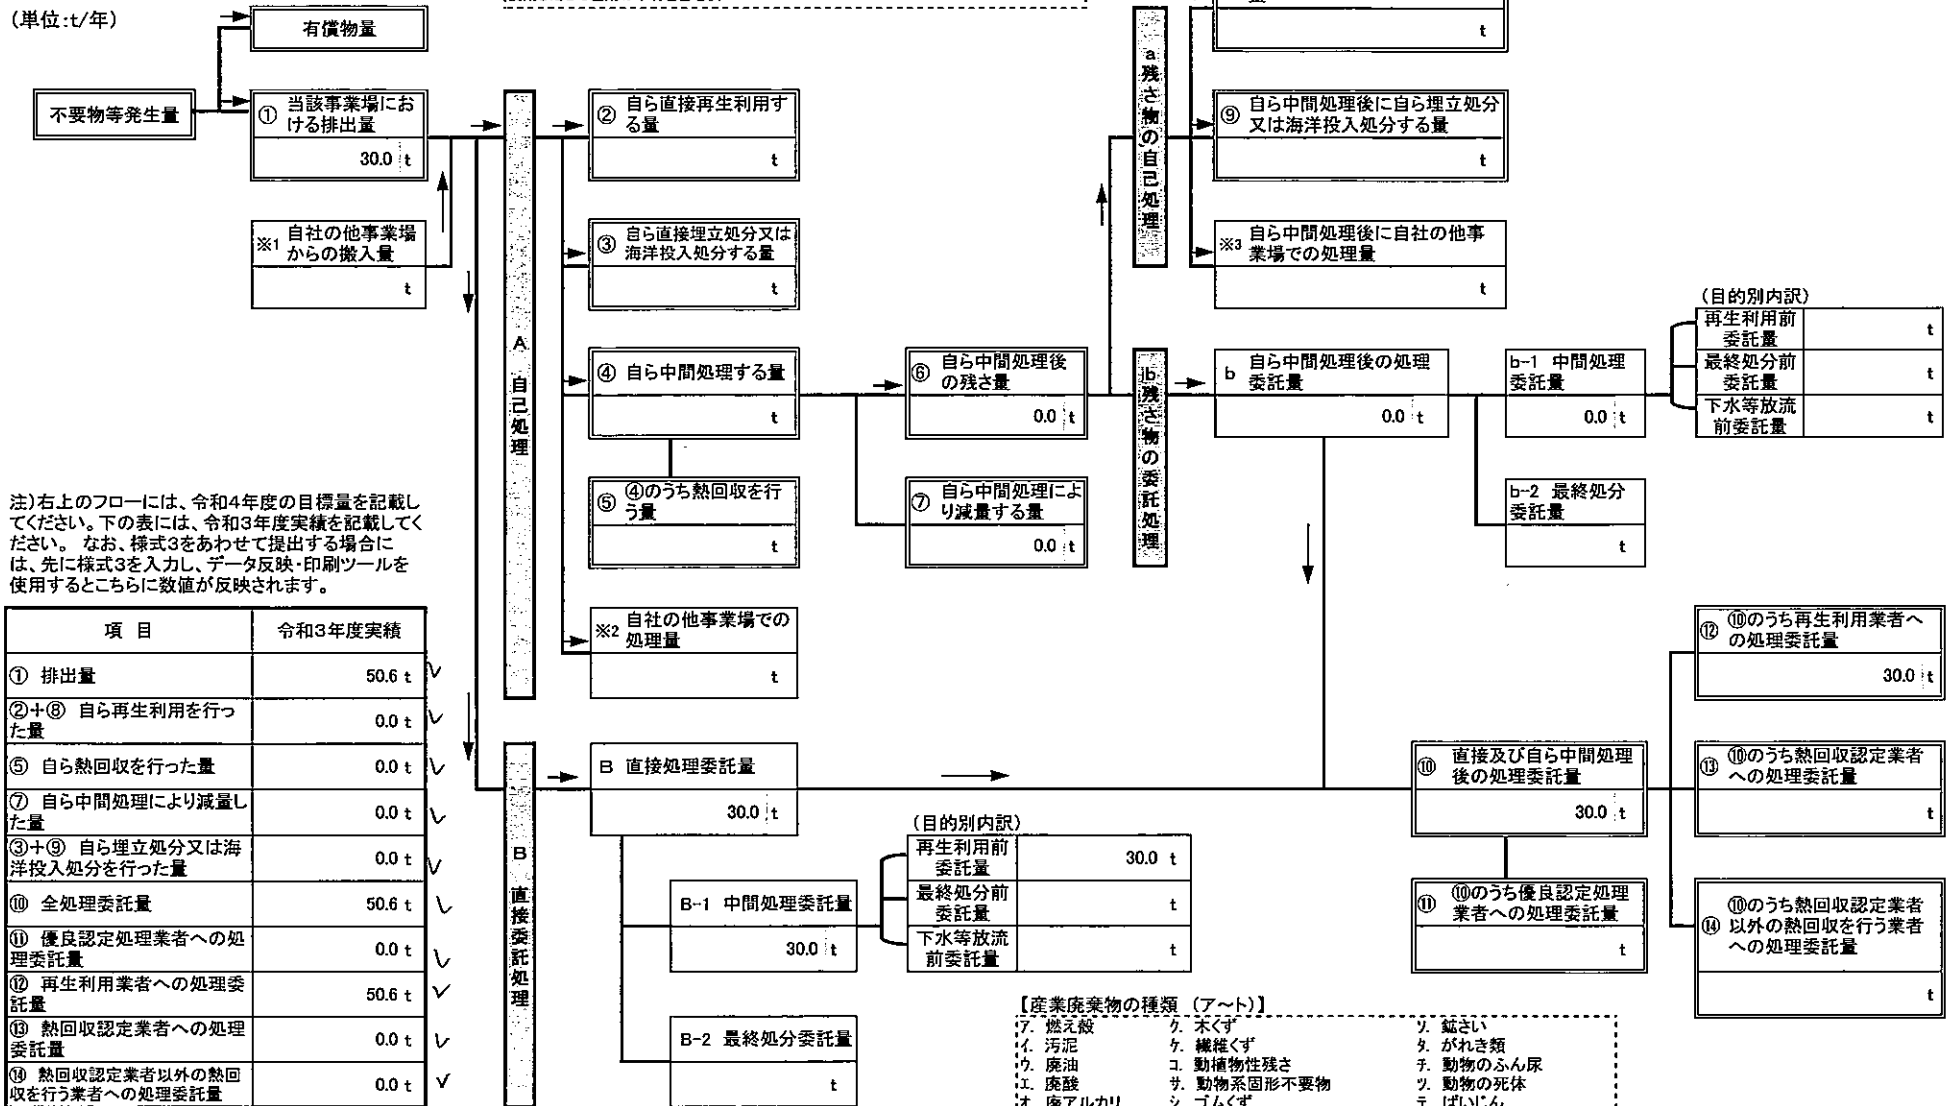 (単位:t/年)
有償物量
不要物等発生量
① 当該事業場にお
ける排出量
30.0 t
※1 自社の他事業場
からの搬入量
t
A 自己処理
② 自ら直接再生利用す
る量
t
③ 自ら直接埋立処分又は
海洋投入処分する量
t
④ 自ら中間処理する量
t
⑤ ④のうち熱回収を行
う量
t
※2 自社の他事業場での
処理量
t
⑥ 自ら中間処理後
の残さ量
0.0 t
⑦ 自ら中間処理によ
り減量する量
0.0 t
a 残さ物の自己処理
t
⑨ 自ら中間処理後に自ら埋立処分
又は海洋投入処分する量
t
※3 自ら中間処理後に自社の他事
業場での処理量
t
b 残さ物の委託処理
b 自ら中間処理後の処理
委託量
0.0 t
b-1 中間処理
委託量
0.0 t
(目的別内訳)
再生利用前
委託量 t
最終処分前
委託量 t
下水等放流
前委託量 t
b-2 最終処分
委託量
t
注)右上のフローには、令和4年度の目標量を記載し
てください。下の表には、令和3年度実績を記載してく
ださい。 なお、様式3をあわせて提出する場合に
は、先に様式3を入力し、データ反映・印刷ツールを
使用するとこちらに数値が反映されます。
項 目 令和3年度実績
① 排出量 50.6 t
②+⑧ 自ら再生利用を行っ
た量 0.0 t
⑤ 自ら熱回収を行った量 0.0 t
⑦ 自ら中間処理により減量し
た量 0.0 t
③+⑨ 自ら埋立処分又は海
洋投入処分を行った量 0.0 t
⑩ 全処理委託量 50.6 t
⑪ 優良認定処理業者への処
理委託量 0.0 t
⑫ 再生利用業者への処理委
託量 50.6 t
⑬ 熱回収認定業者への処理
委託量 0.0 t
⑭ 熱回収認定業者以外の熱回
収を行う業者への処理委託量 0.0 t
B 直接委託処理
B 直接処理委託量
30.0 t
B-1 中間処理委託量
30.0 t
(目的別内訳)
再生利用前
委託量 30.0 t
最終処分前
委託量 t
下水等放流
前委託量 t
B-2 最終処分委託量
t
⑩ 直接及び自ら中間処理
後の処理委託量
30.0 t
⑪ ⑩のうち優良認定処理
業者への処理委託量
t
⑫ ⑩のうち再生利用業者へ
の処理委託量
30.0 t
⑬ ⑩のうち熱回収認定業者
への処理委託量
t
⑭ ⑩のうち熱回収認定業者
以外の熱回収を行う業者
への処理委託量
t
【産業廃棄物の種類 (ア~ト)】
ア. 燃え殻 ク. 木くず ソ. 鉱さい
イ. 汚泥 ケ. 繊維くず タ. がれき類
ウ. 廃油 コ. 動植物性残さ チ. 動物のふん尿
エ. 廃酸 サ. 動物系固形不要物 ツ. 動物の死体
オ. 廃アルカリ シ. ゴムくず テ. ばいじん